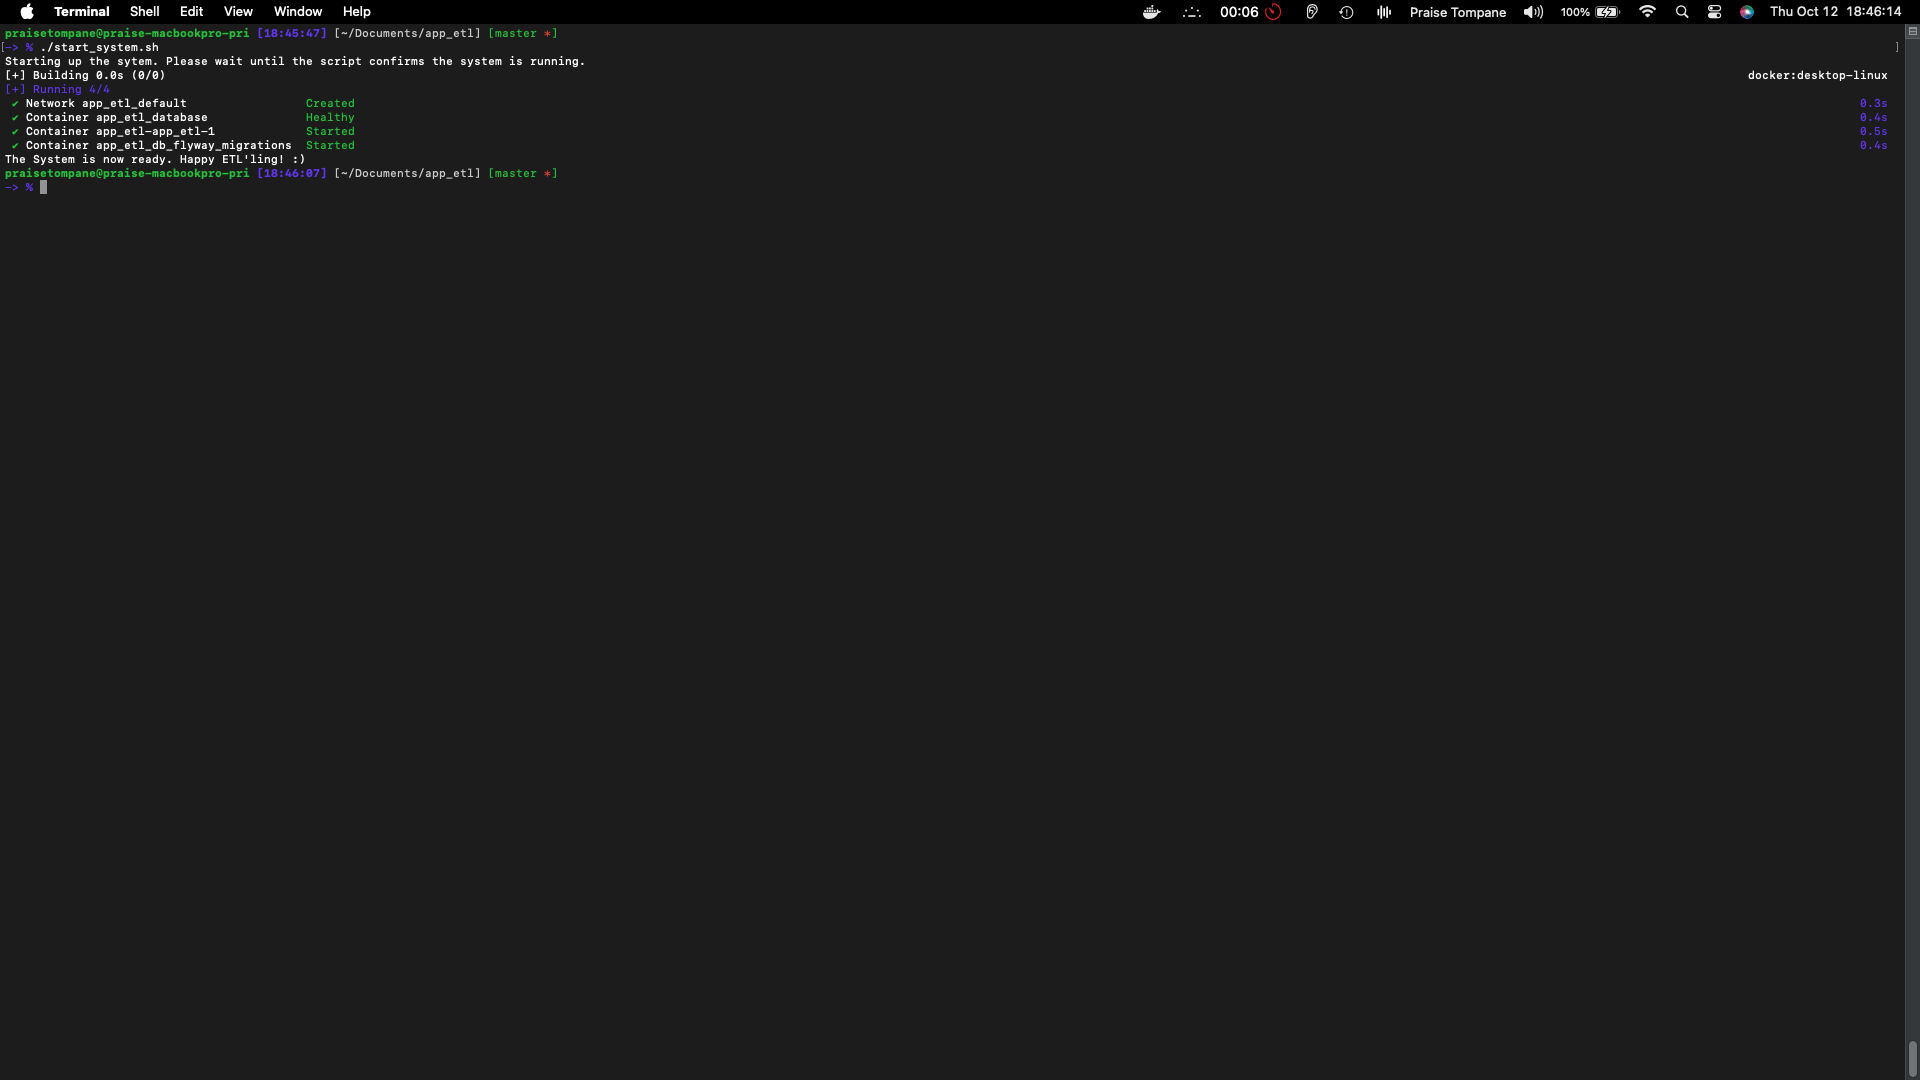 Terminal Shell Edit View Window Help 00:06 Praise Tompane 100% Thu Oct 12 18:46:14
praisetompane@praise-macbookpro-pri [18:45:47] [~/Documents/app_etl] [master *]
[-> % ./start_system.sh ]
Starting up the sytem. Please wait until the script confirms the system is running.
[+] Building 0.0s (0/0) docker:desktop-linux
[+] Running 4/4
✔ Network app_etl_default Created 0.3s
✔ Container app_etl_database Healthy 0.4s
✔ Container app_etl-app_etl-1 Started 0.5s
✔ Container app_etl_db_flyway_migrations Started 0.4s
The System is now ready. Happy ETL'ling! :)
praisetompane@praise-macbookpro-pri [18:46:07] [~/Documents/app_etl] [master *]
-> %